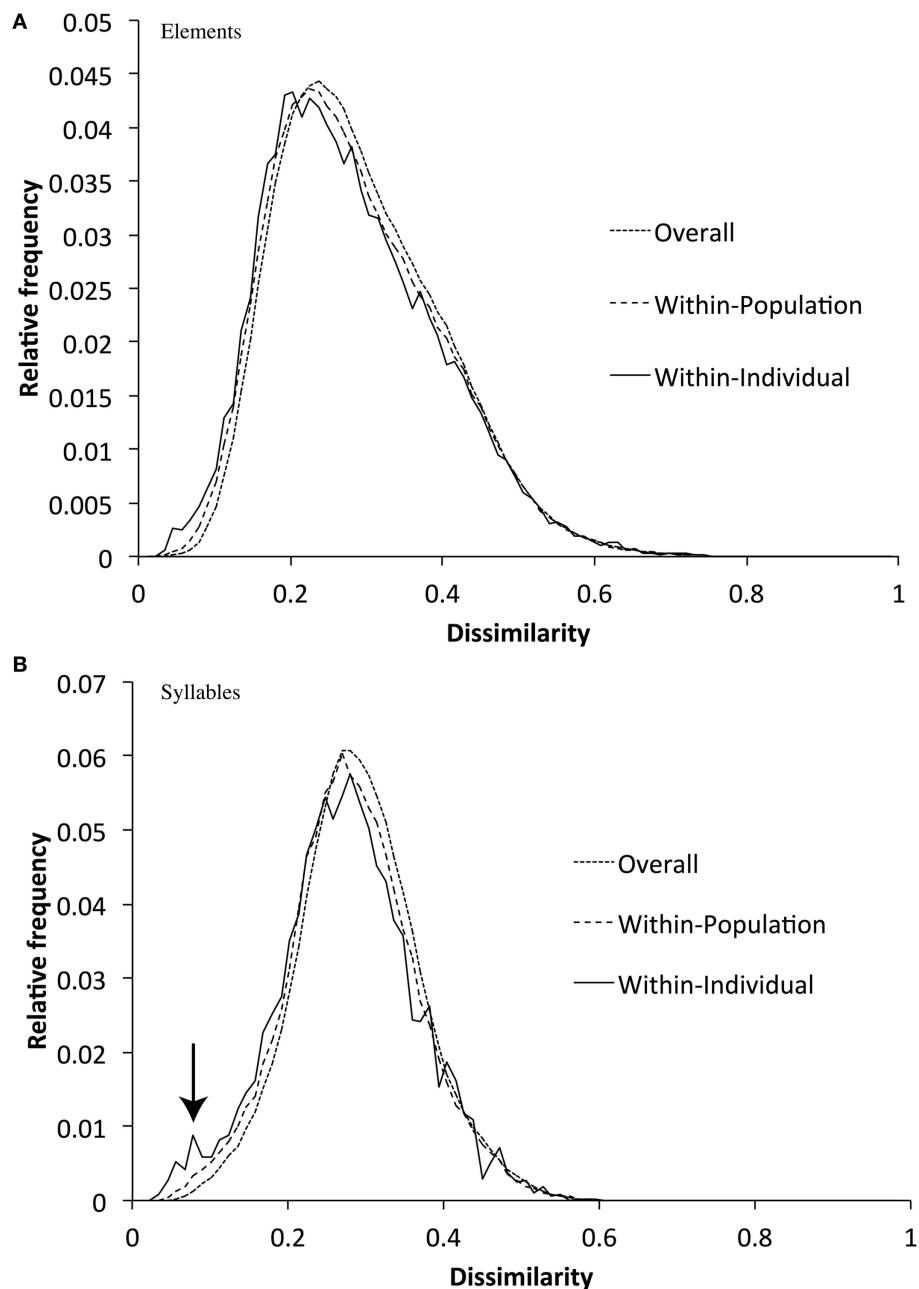 A
Elements
0.05
0.045
0.04
0.035
0.03
0.025
0.02
0.015
0.01
0.005
0
Relative frequency
Overall
Within-Population
Within-Individual
0 0.2 0.4 0.6 0.8 1
Dissimilarity
B
Syllables
0.07
0.06
0.05
0.04
0.03
0.02
0.01
0
Relative frequency
Overall
Within-Population
Within-Individual
0 0.2 0.4 0.6 0.8 1
Dissimilarity